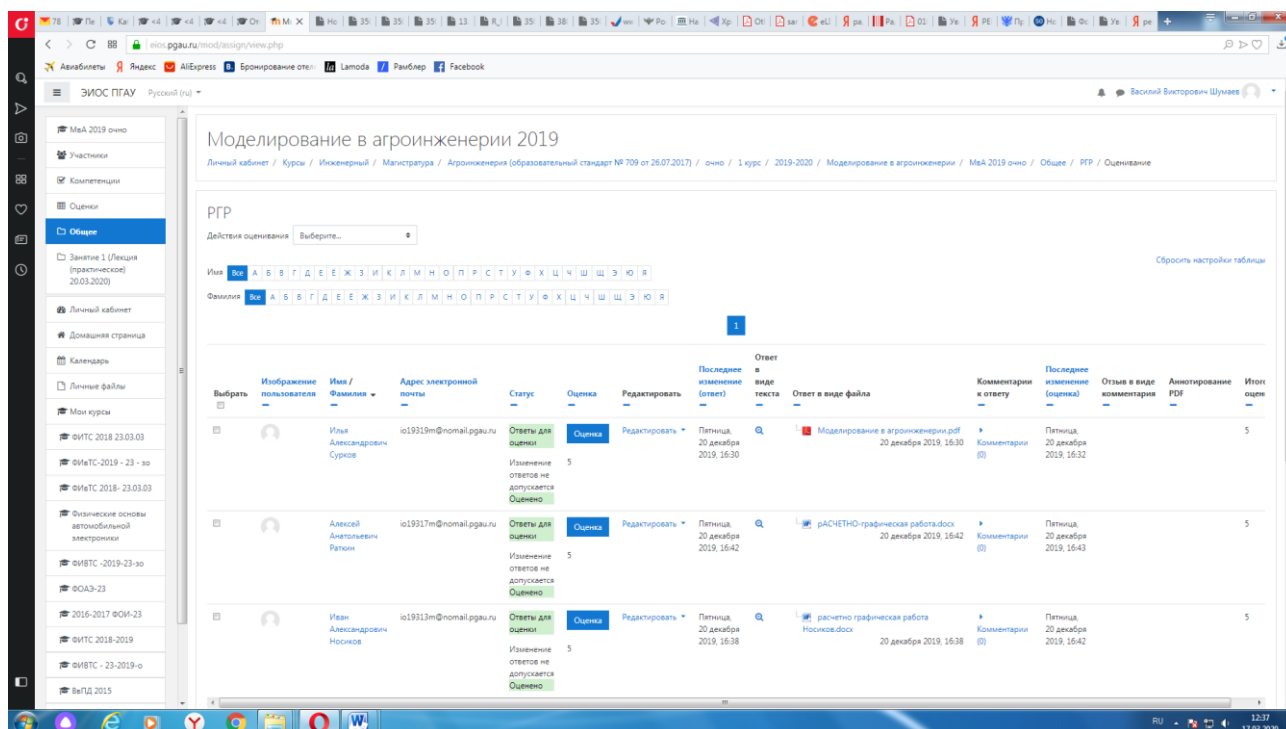 eios.pgau.ru/mod/assign/view.php
Авиабилеты Яндекс AliExpress Бронирование отел Lamoda Рамблер Facebook
ЭИОС ПГАУ Русский (ru)
Василий Викторович Шумаев
МвА 2019 очно
Участники
Компетенции
Оценки
Общее
Занятие 1 (Лекция
(практическое)
20.03.2020)
Личный кабинет
Домашняя страница
Календарь
Личные файлы
Мои курсы
ФИТС 2018 23.03.03
ФИвТС-2019 - 23 - зо
ФИвТС 2018- 23.03.03
Физические основы
автомобильной
электроники
ФИВТС -2019-23-зо
ФОАЭ-23
2016-2017 ФОИ-23
ФИТС 2018-2019
ФИВТС - 23-2019-о
ВвПД 2015
Моделирование в агроинженерии 2019
Личный кабинет / Курсы / Инженерный / Магистратура / Агроинженерия (образовательный стандарт № 709 от 26.07.2017) / очно / 1 курс / 2019-2020 / Моделирование в агроинженерии / МвА 2019 очно / Общее / РГР / Оценивание
РГР
Действия оценивания Выберите...
Сбросить настройки таблицы
Имя Все А Б В Г Д Е Ё Ж З И К Л М Н О П Р С Т У Ф Х Ц Ч Ш Щ Э Ю Я
Фамилия Все А Б В Г Д Е Ё Ж З И К Л М Н О П Р С Т У Ф Х Ц Ч Ш Щ Э Ю Я
1
Выбрать
Изображение
пользователя
Имя /
Фамилия
Адрес электронной
почты
Статус
Оценка
Редактировать
Последнее
изменение
(ответ)
Ответ
в
виде
текста
Ответ в виде файла
Комментарии
к ответу
Последнее
изменение
(оценка)
Отзыв в виде
комментария
Аннотирование
PDF
Итого
оцен
Илья
Александрович
Сурков
io19319m@nomail.pgau.ru
Ответы для
оценки
Изменение
ответов не
допускается
Оценено
Оценка
5
Редактировать
Пятница,
20 декабря
2019, 16:30
Моделирование в агроинженерии.pdf
20 декабря 2019, 16:30
Комментарии
(0)
Пятница,
20 декабря
2019, 16:32
5
Алексей
Анатольевич
Раткин
io19317m@nomail.pgau.ru
Ответы для
оценки
Изменение
ответов не
допускается
Оценено
Оценка
5
Редактировать
Пятница,
20 декабря
2019, 16:42
рАСЧЕТНО-графическая работа.docx
20 декабря 2019, 16:42
Комментарии
(0)
Пятница,
20 декабря
2019, 16:43
5
Иван
Александрович
Носиков
io19313m@nomail.pgau.ru
Ответы для
оценки
Изменение
ответов не
допускается
Оценено
Оценка
5
Редактировать
Пятница,
20 декабря
2019, 16:38
расчетно графическая работа
Носиков.docx
20 декабря 2019, 16:38
Комментарии
(0)
Пятница,
20 декабря
2019, 16:42
5
RU
12:37